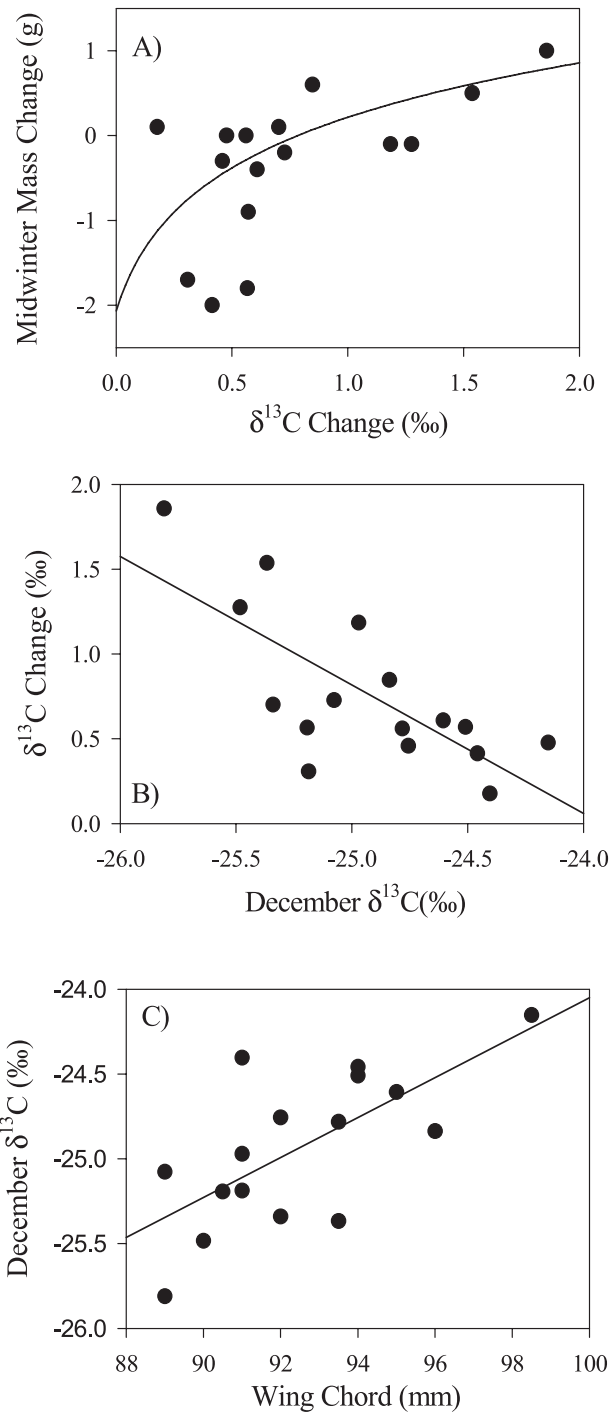 A)
Midwinter Mass Change (g)
1
0
-1
-2
0.0 0.5 1.0 1.5 2.0
δ¹³C Change (‰)
2.0
1.5
1.0
0.5
0.0
δ¹³C Change (‰)
B)
-26.0 -25.5 -25.0 -24.5 -24.0
December δ¹³C(‰)
C)
-24.0
-24.5
-25.0
-25.5
-26.0
December δ¹³C (‰)
88 90 92 94 96 98 100
Wing Chord (mm)